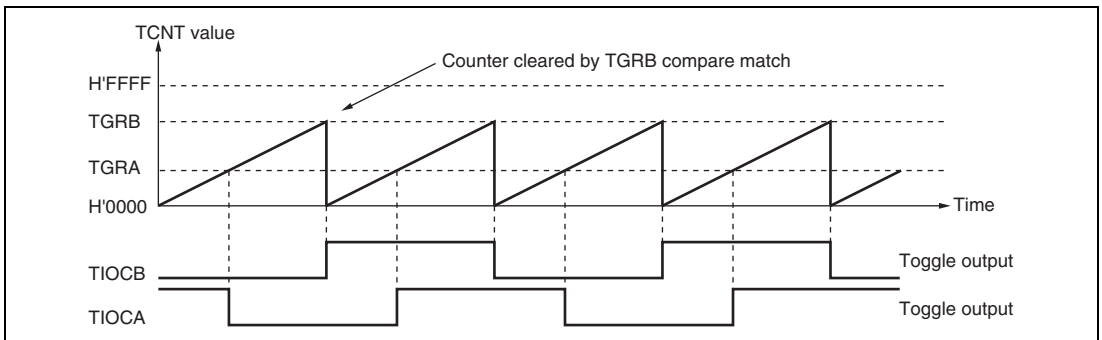 TCNT value
Counter cleared by TGRB compare match
H'FFFF
TGRB
TGRA
H'0000
Time
TIOCB
Toggle output
TIOCA
Toggle output